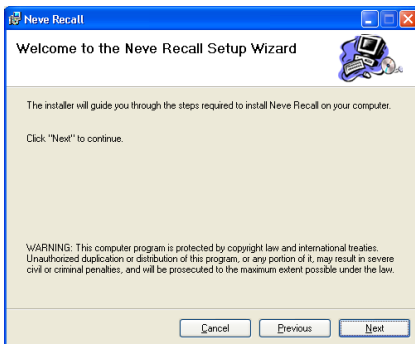 Neve Recall
Welcome to the Neve Recall Setup Wizard
The installer will guide you through the steps required to install Neve Recall on your computer.
Click "Next" to continue.
WARNING: This computer program is protected by copyright law and international treaties.
Unauthorized duplication or distribution of this program, or any portion of it, may result in severe
civil or criminal penalties, and will be prosecuted to the maximum extent possible under the law.
Cancel Previous Next